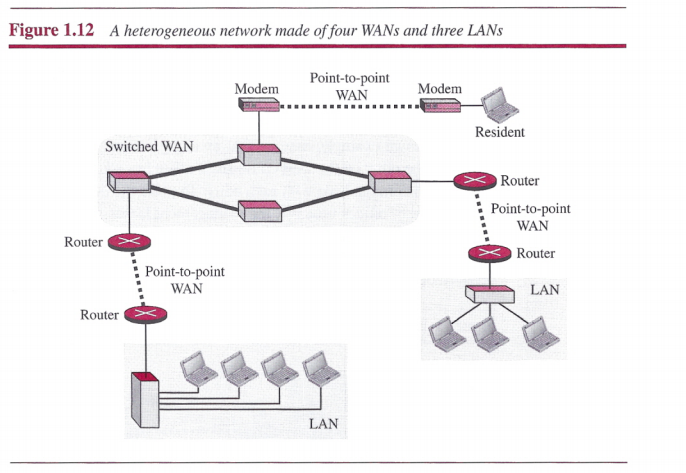 Figure 1.12 A heterogeneous network made of four WANs and three LANs
Point-to-point
WAN
Modem
Modem
Resident
Switched WAN
Router
Point-to-point
WAN
Router
Router
Router
Point-to-point
WAN
LAN
Router
LAN